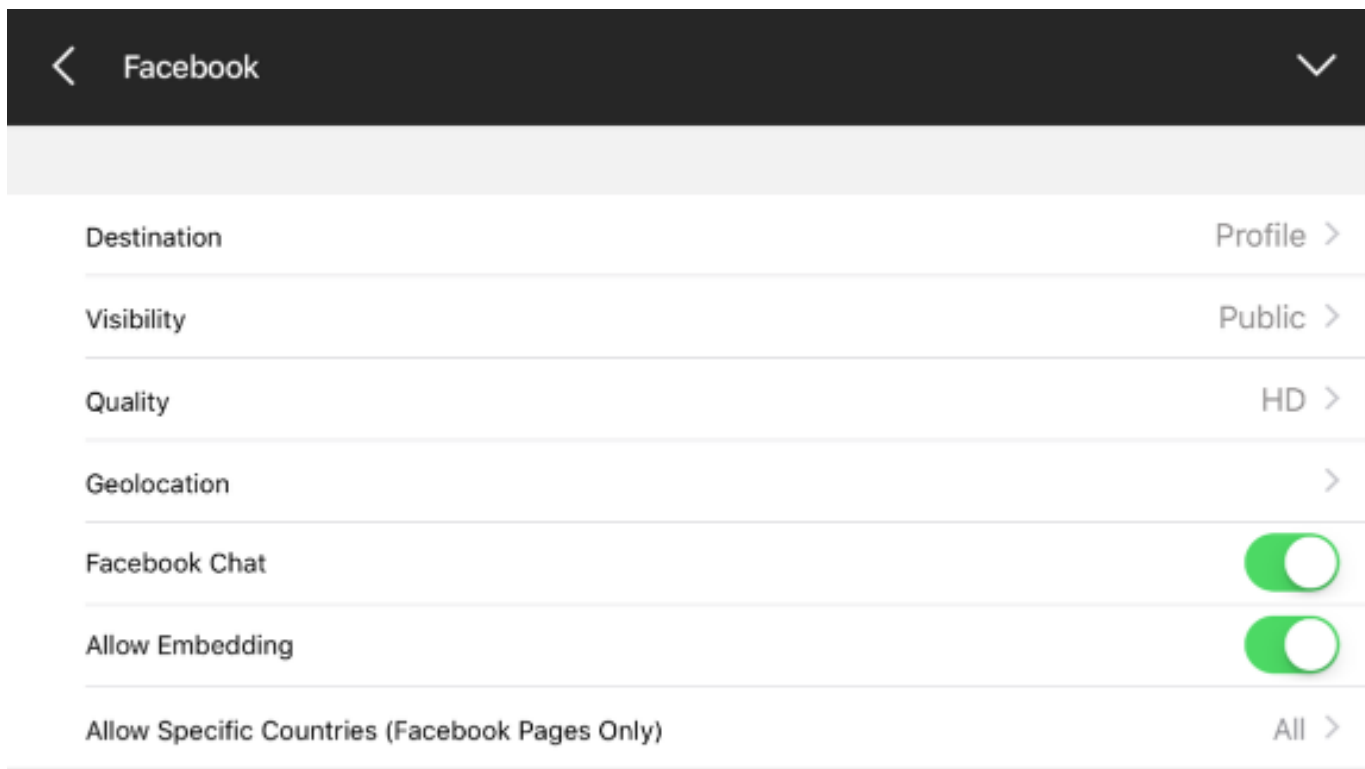 Facebook
Destination Profile
Visibility Public
Quality HD
Geolocation
Facebook Chat
Allow Embedding
Allow Specific Countries (Facebook Pages Only) All